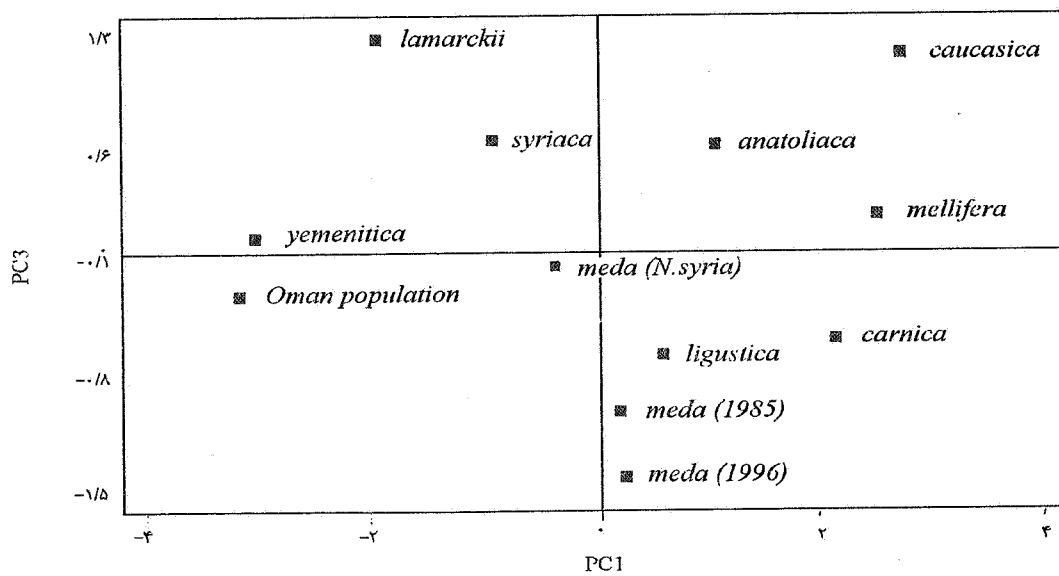 ۱/۳
lamarckii
caucasica
۰/۶
syriaca
anatoliaca
mellifera
yemenitica
PC3
-۰/۱
meda (N.syria)
Oman population
carnica
ligustica
-۰/۸
meda (1985)
meda (1996)
-۱/۵
-۴
-۲
۰
۲
۴
PC1